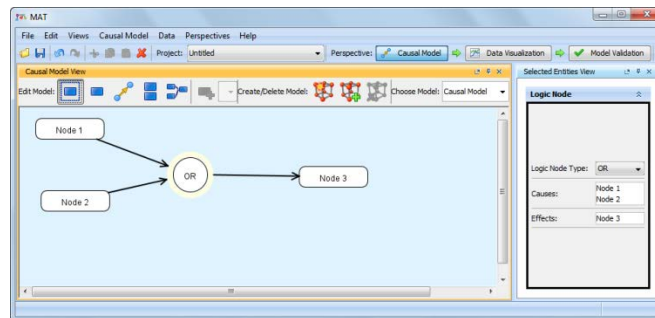 MAT
File Edit Views Causal Model Data Perspectives Help
Project: Untitled Perspective: Causal Model Data Visualization Model Validation
Causal Model View
Selected Entities View
Edit Model: Create/Delete Model: Choose Model: Causal Model
Logic Node
Node 1
Node 2
OR
Node 3
Logic Node Type: OR
Causes: Node 1
Node 2
Effects: Node 3